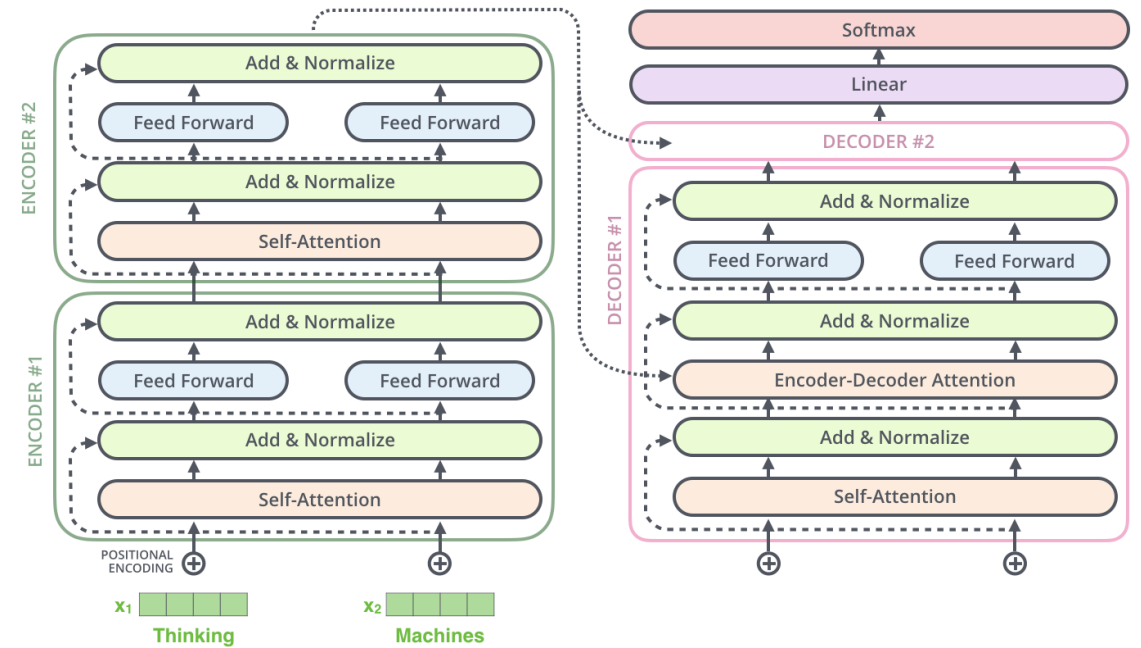 ENCODER #2
Add & Normalize
Feed Forward Feed Forward
Add & Normalize
Self-Attention
ENCODER #1
Add & Normalize
Feed Forward Feed Forward
Add & Normalize
Self-Attention
POSITIONAL
ENCODING
x₁ x₂
Thinking Machines
Softmax
Linear
DECODER #2
DECODER #1
Add & Normalize
Feed Forward Feed Forward
Add & Normalize
Encoder-Decoder Attention
Add & Normalize
Self-Attention